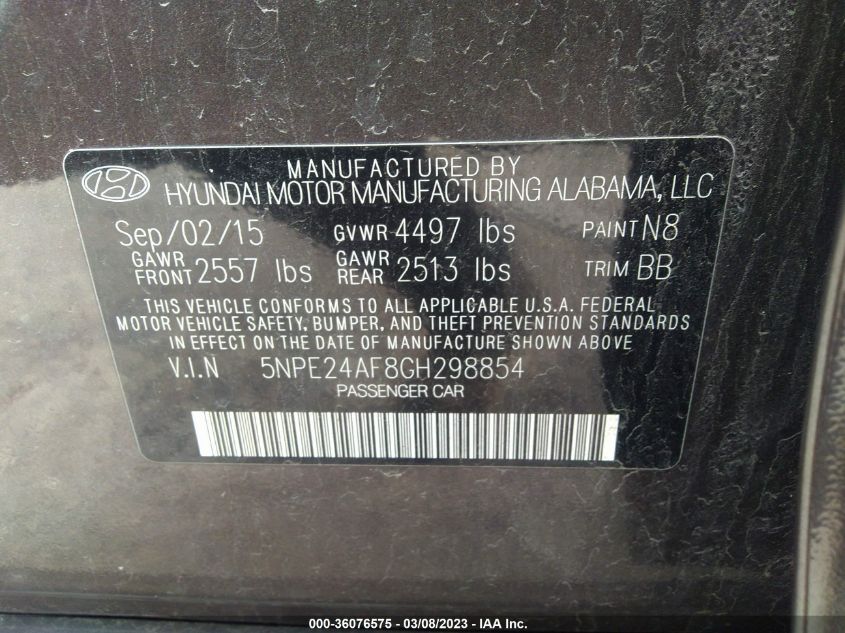 MANUFACTURED BY
HYUNDAI MOTOR MANUFACTURING ALABAMA, LLC
Sep/02/15 GVWR 4497 lbs PAINT N8
GAWR FRONT 2557 lbs GAWR REAR 2513 lbs TRIM BB
THIS VEHICLE CONFORMS TO ALL APPLICABLE U.S.A. FEDERAL
MOTOR VEHICLE SAFETY, BUMPER, AND THEFT PREVENTION STANDARDS
IN EFFECT ON THE DATE OF MANUFACTURE SHOWN ABOVE
V.I.N 5NPE24AF8GH298854
PASSENGER CAR
000-36076575 - 03/08/2023 - IAA Inc.